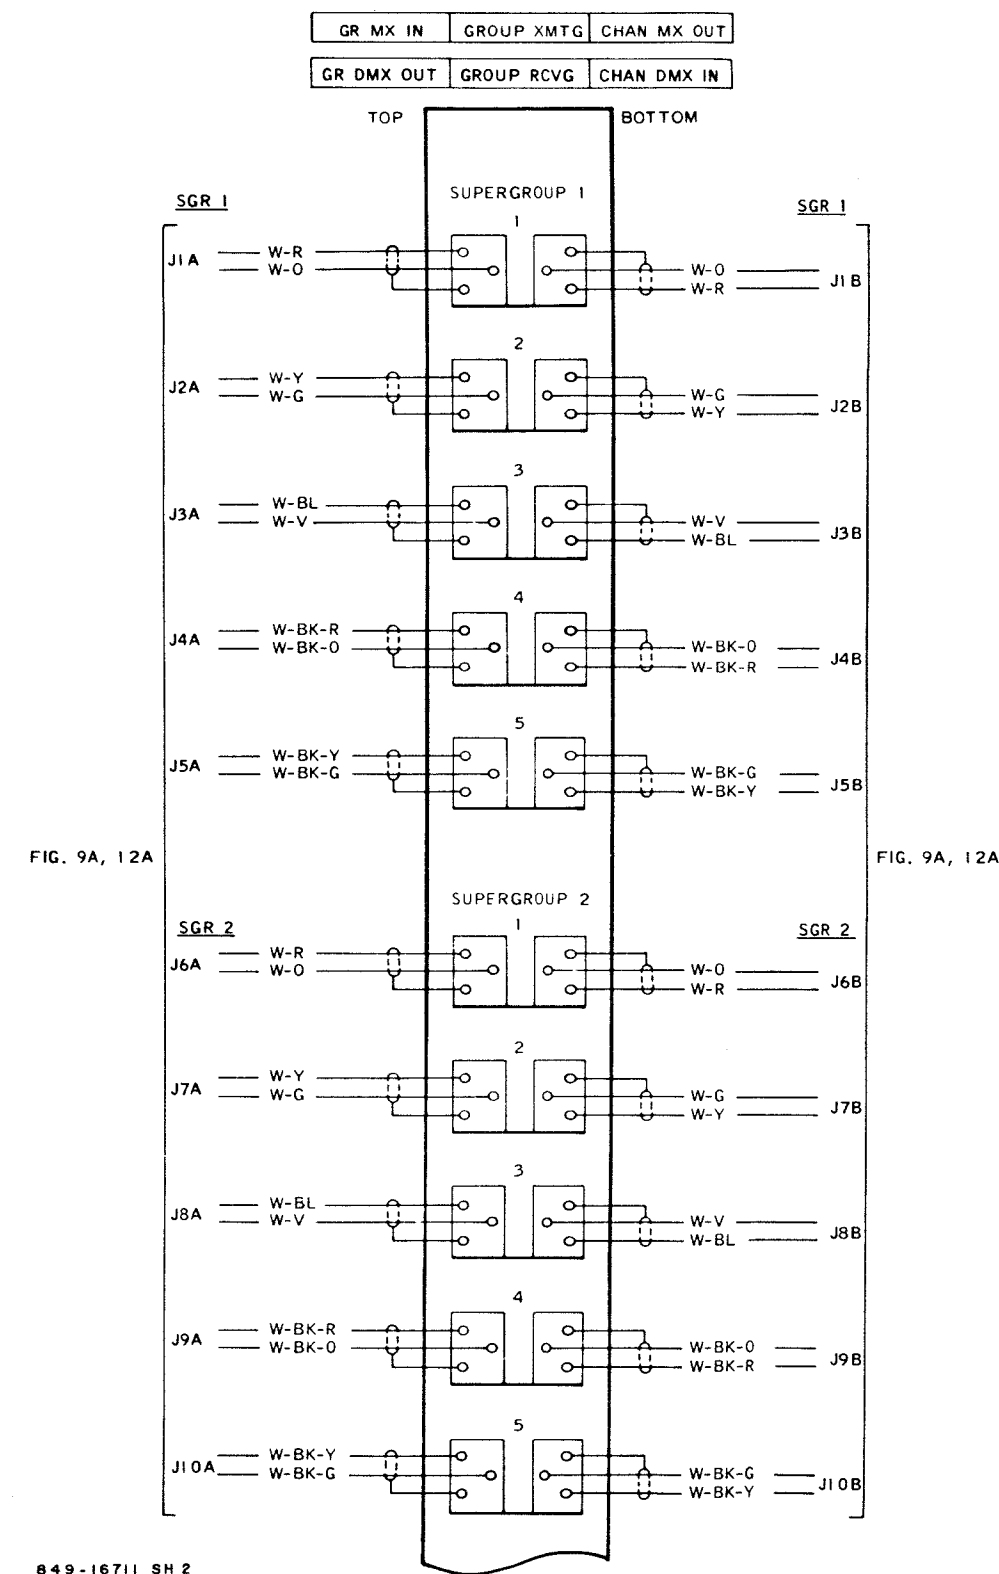 GR MX IN GROUP XMTG CHAN MX OUT
GR DMX OUT GROUP RCVG CHAN DMX IN
TOP BOTTOM
SUPERGROUP 1
SGR 1 SGR 1
1
J1A W-R
W-O
W-O J1B
W-R
2
J2A W-Y
W-G
W-G J2B
W-Y
3
J3A W-BL
W-V
W-V J3B
W-BL
4
J4A W-BK-R
W-BK-O
W-BK-O J4B
W-BK-R
5
J5A W-BK-Y
W-BK-G
W-BK-G J5B
W-BK-Y
FIG. 9A, 12A FIG. 9A, 12A
SUPERGROUP 2
SGR 2 SGR 2
1
J6A W-R
W-O
W-O J6B
W-R
2
J7A W-Y
W-G
W-G J7B
W-Y
3
J8A W-BL
W-V
W-V J8B
W-BL
4
J9A W-BK-R
W-BK-O
W-BK-O J9B
W-BK-R
5
J10A W-BK-Y
W-BK-G
W-BK-G J10B
W-BK-Y
849-16711 SH 2